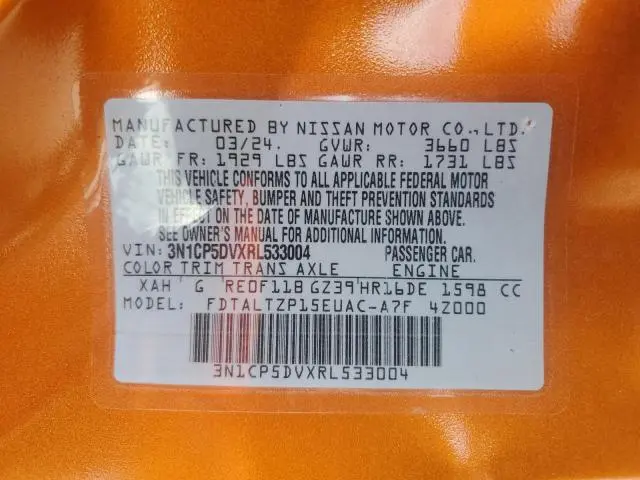 MANUFACTURED BY NISSAN MOTOR CO.,LTD.
DATE: 03/24. GVWR: 3660 LBS
GAWR FR: 1929 LBS GAWR RR: 1731 LBS
THIS VEHICLE CONFORMS TO ALL APPLICABLE FEDERAL MOTOR
VEHICLE SAFETY, BUMPER AND THEFT PREVENTION STANDARDS
IN EFFECT ON THE DATE OF MANUFACTURE SHOWN ABOVE.
SEE OWNER'S MANUAL FOR ADDITIONAL INFORMATION.
VIN: 3N1CP5DVXRL533004 PASSENGER CAR.
COLOR TRIM TRANS AXLE ENGINE
XAH G RE0F11B GZ39 HR16DE 1598 CC
MODEL: FDTALTZP15EUAC-A7F 4Z000
3N1CP5DVXRL533004